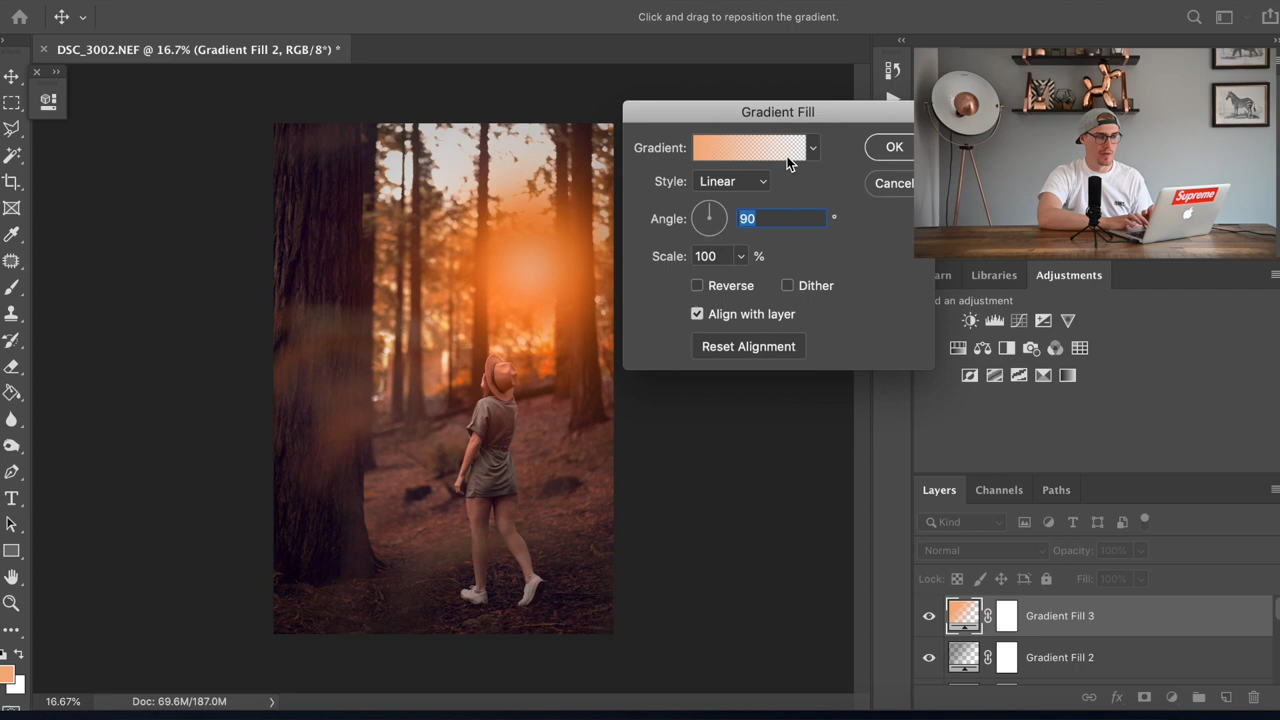 Click and drag to reposition the gradient.
DSC_3002.NEF @ 16.7% (Gradient Fill 2, RGB/8*) *
Gradient Fill
Gradient:
OK
Style: Linear
Cancel
Angle: 90 °
Scale: 100 %
Reverse Dither
Align with layer
Reset Alignment
Supreme
arn Libraries Adjustments
d an adjustment
Layers Channels Paths
Kind
Normal Opacity: 100%
Lock: Fill: 100%
Gradient Fill 3
Gradient Fill 2
16.67% Doc: 69.6M/187.0M